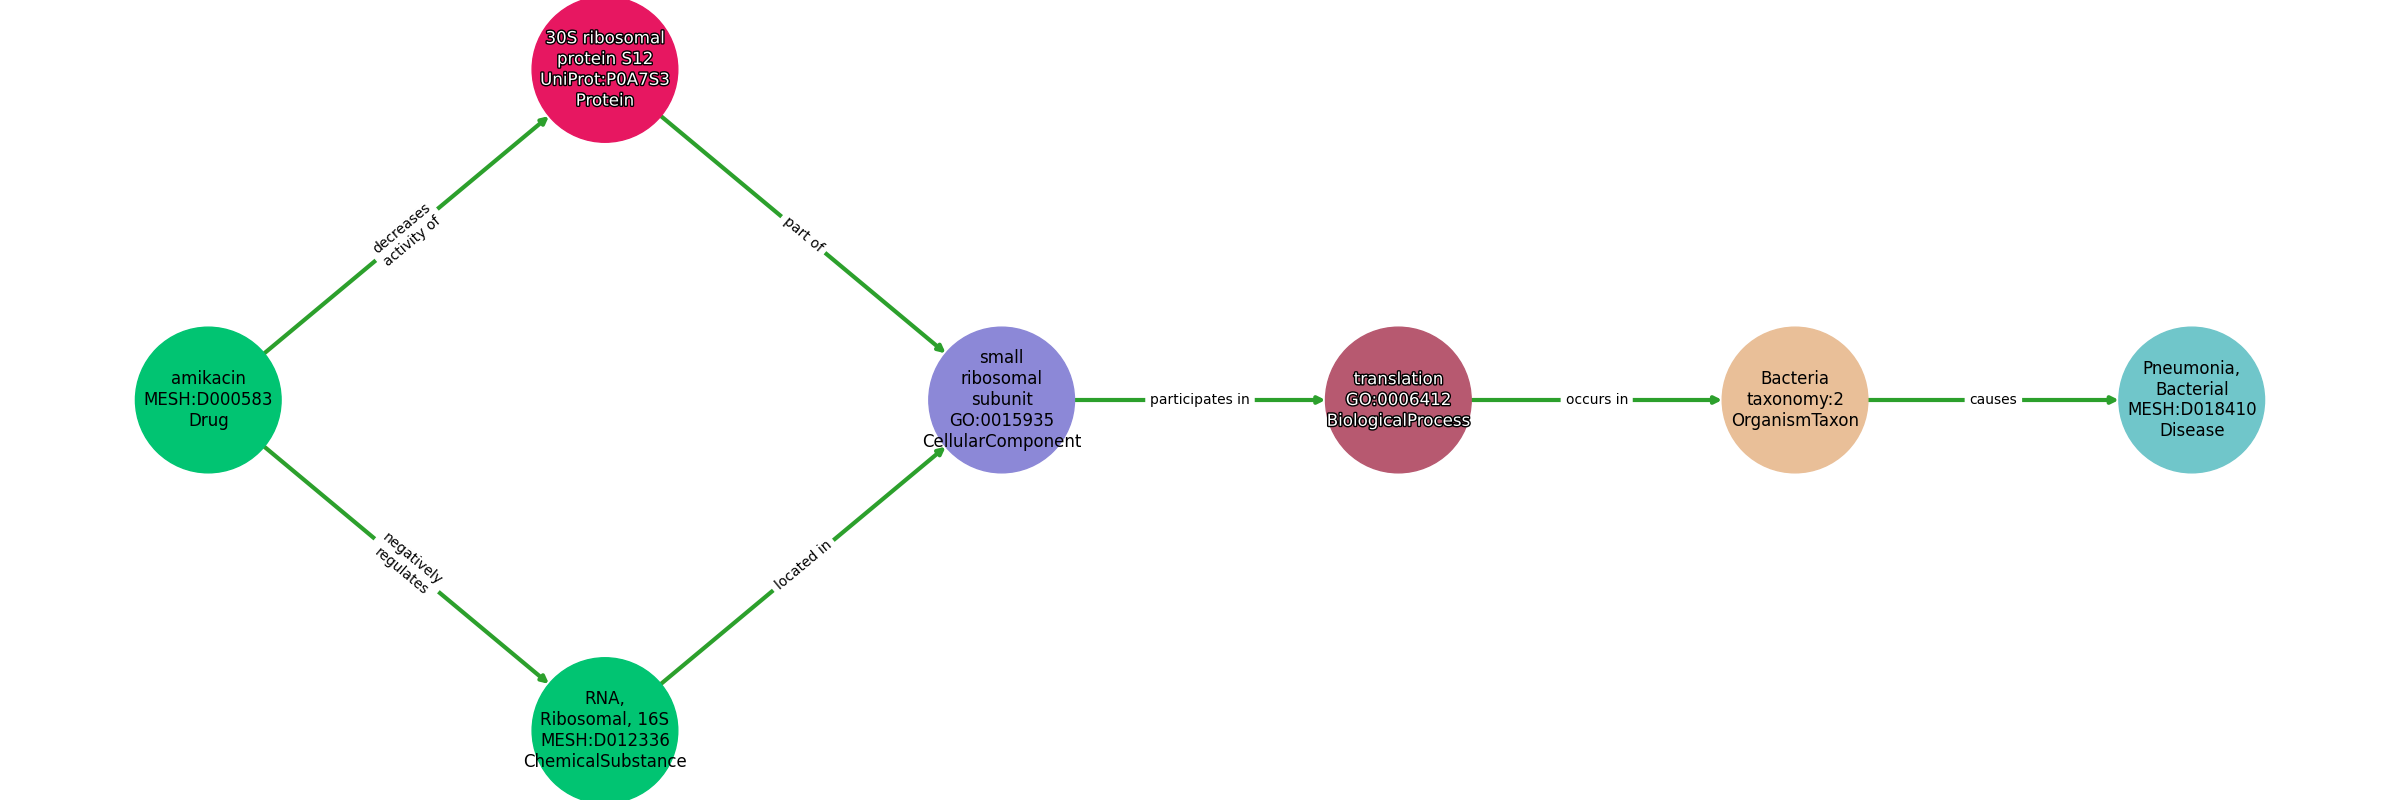 30S ribosomal
protein S12
UniProt:P0A7S3
Protein
decreases
activity of
part of
amikacin
MESH:D000583
Drug
small
ribosomal
subunit
GO:0015935
CellularComponent
participates in
translation
GO:0006412
BiologicalProcess
occurs in
Bacteria
taxonomy:2
OrganismTaxon
causes
Pneumonia,
Bacterial
MESH:D018410
Disease
negatively
regulates
located in
RNA,
Ribosomal, 16S
MESH:D012336
ChemicalSubstance